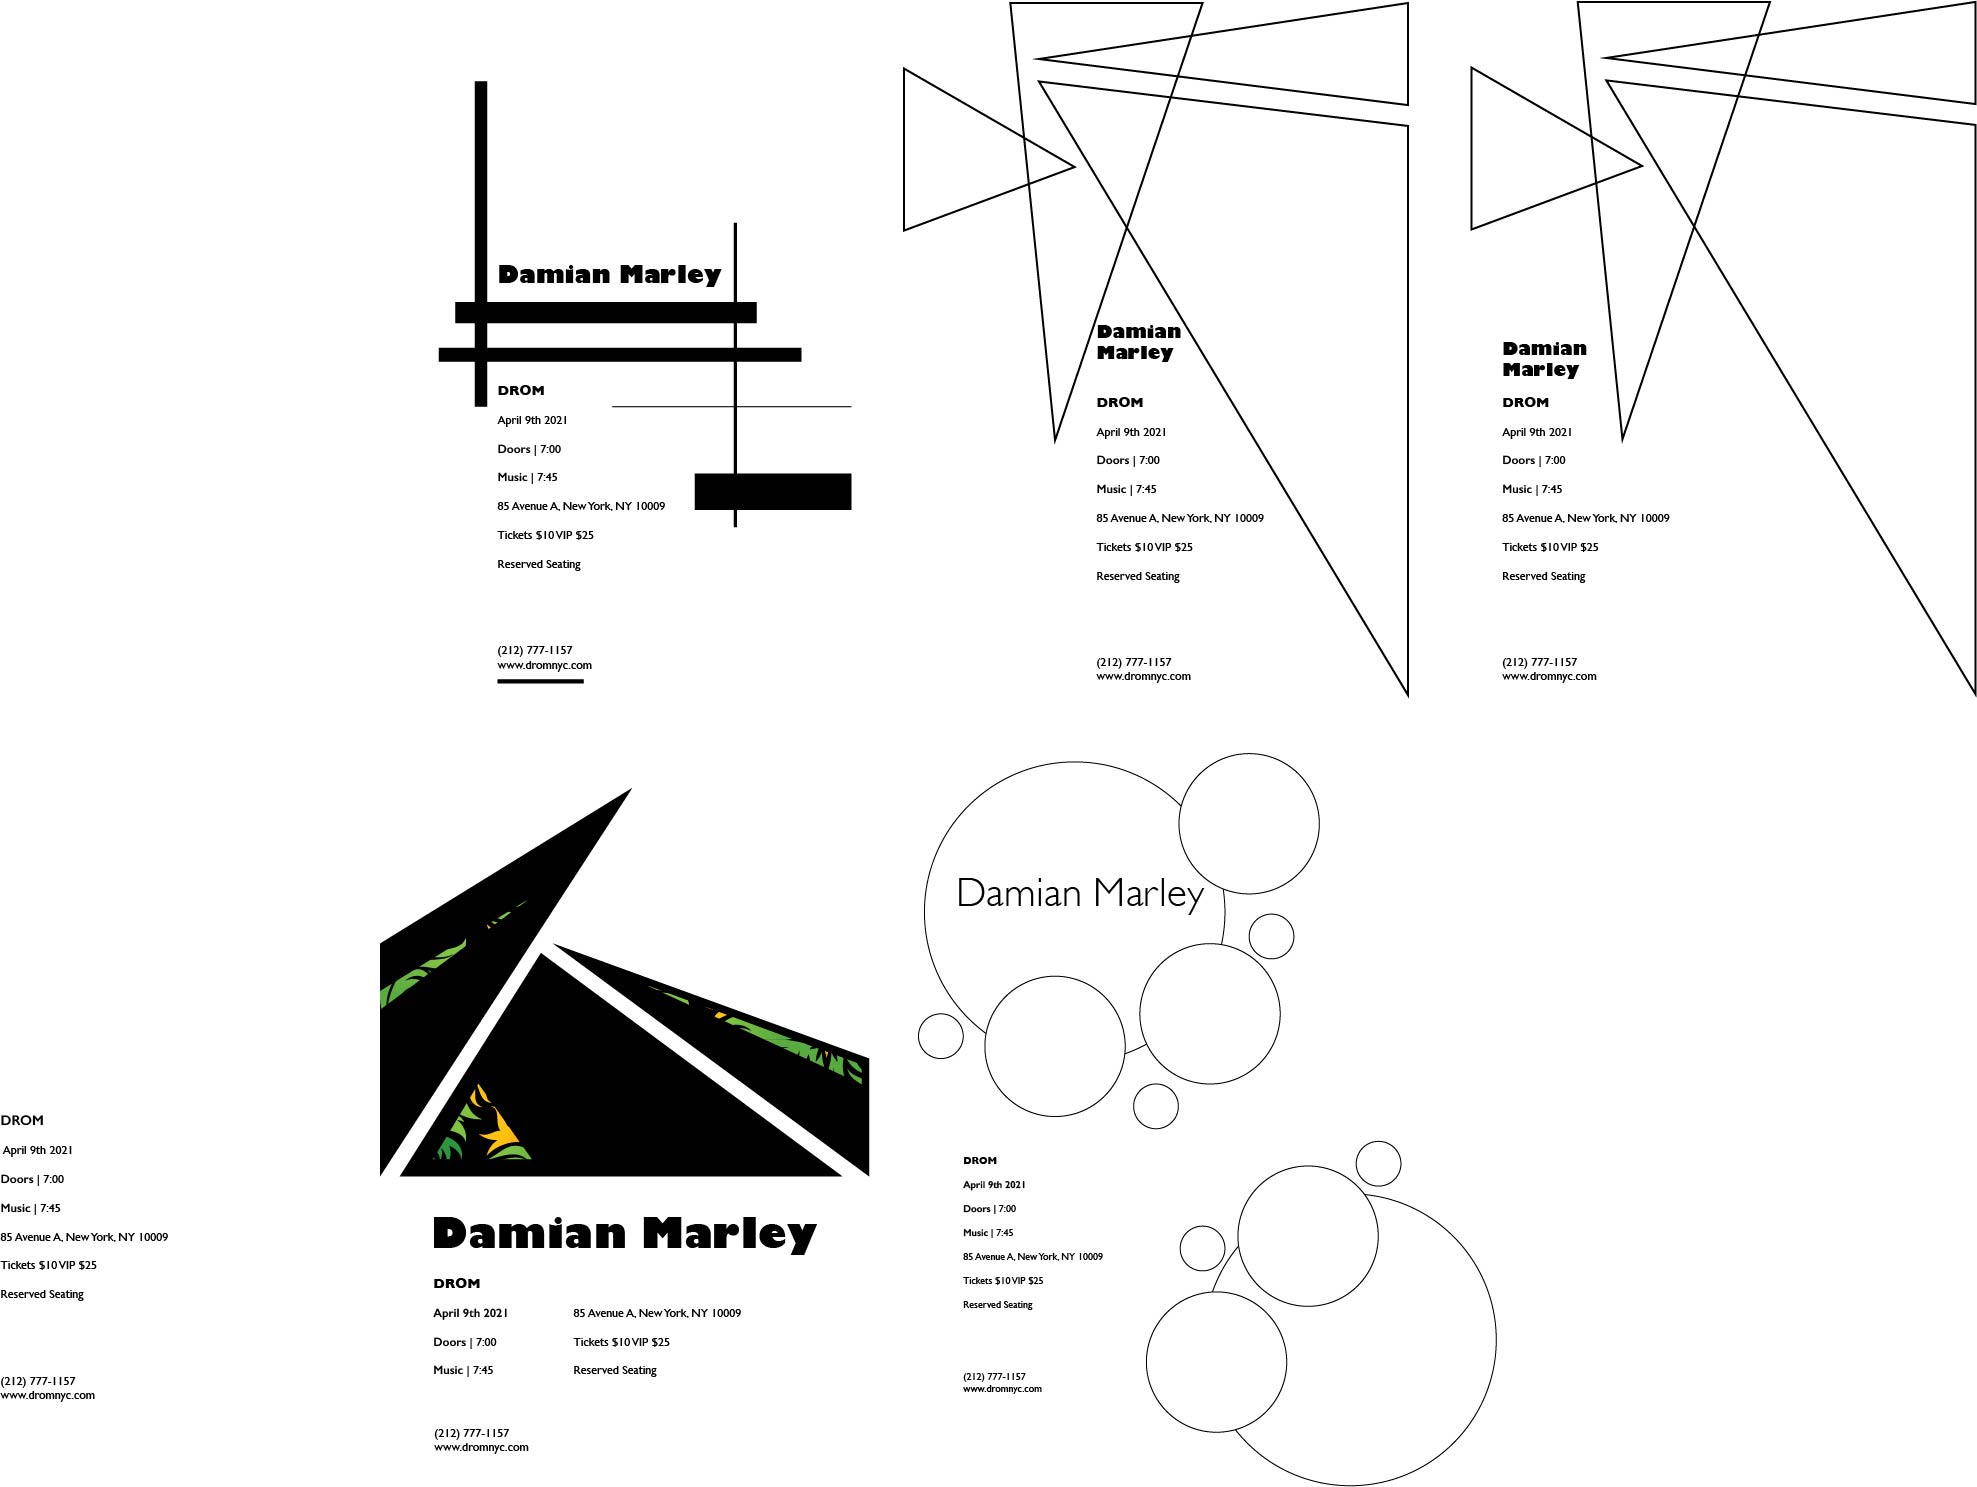 Damian Marley
DROM
April 9th 2021
Doors | 7:00
Music | 7:45
85 Avenue A, New York, NY 10009
Tickets $10 VIP $25
Reserved Seating
(212) 777-1157
www.dromnyc.com
Damian
Marley
DROM
April 9th 2021
Doors | 7:00
Music | 7:45
85 Avenue A, New York, NY 10009
Tickets $10 VIP $25
Reserved Seating
(212) 777-1157
www.dromnyc.com
Damian
Marley
DROM
April 9th 2021
Doors | 7:00
Music | 7:45
85 Avenue A, New York, NY 10009
Tickets $10 VIP $25
Reserved Seating
(212) 777-1157
www.dromnyc.com
DROM
April 9th 2021
Doors | 7:00
Music | 7:45
85 Avenue A, New York, NY 10009
Tickets $10 VIP $25
Reserved Seating
(212) 777-1157
www.dromnyc.com
Damian Marley
DROM
April 9th 2021
Doors | 7:00
Music | 7:45
85 Avenue A, New York, NY 10009
Tickets $10 VIP $25
Reserved Seating
(212) 777-1157
www.dromnyc.com
Damian Marley
DROM
April 9th 2021
Doors | 7:00
Music | 7:45
85 Avenue A, New York, NY 10009
Tickets $10 VIP $25
Reserved Seating
(212) 777-1157
www.dromnyc.com